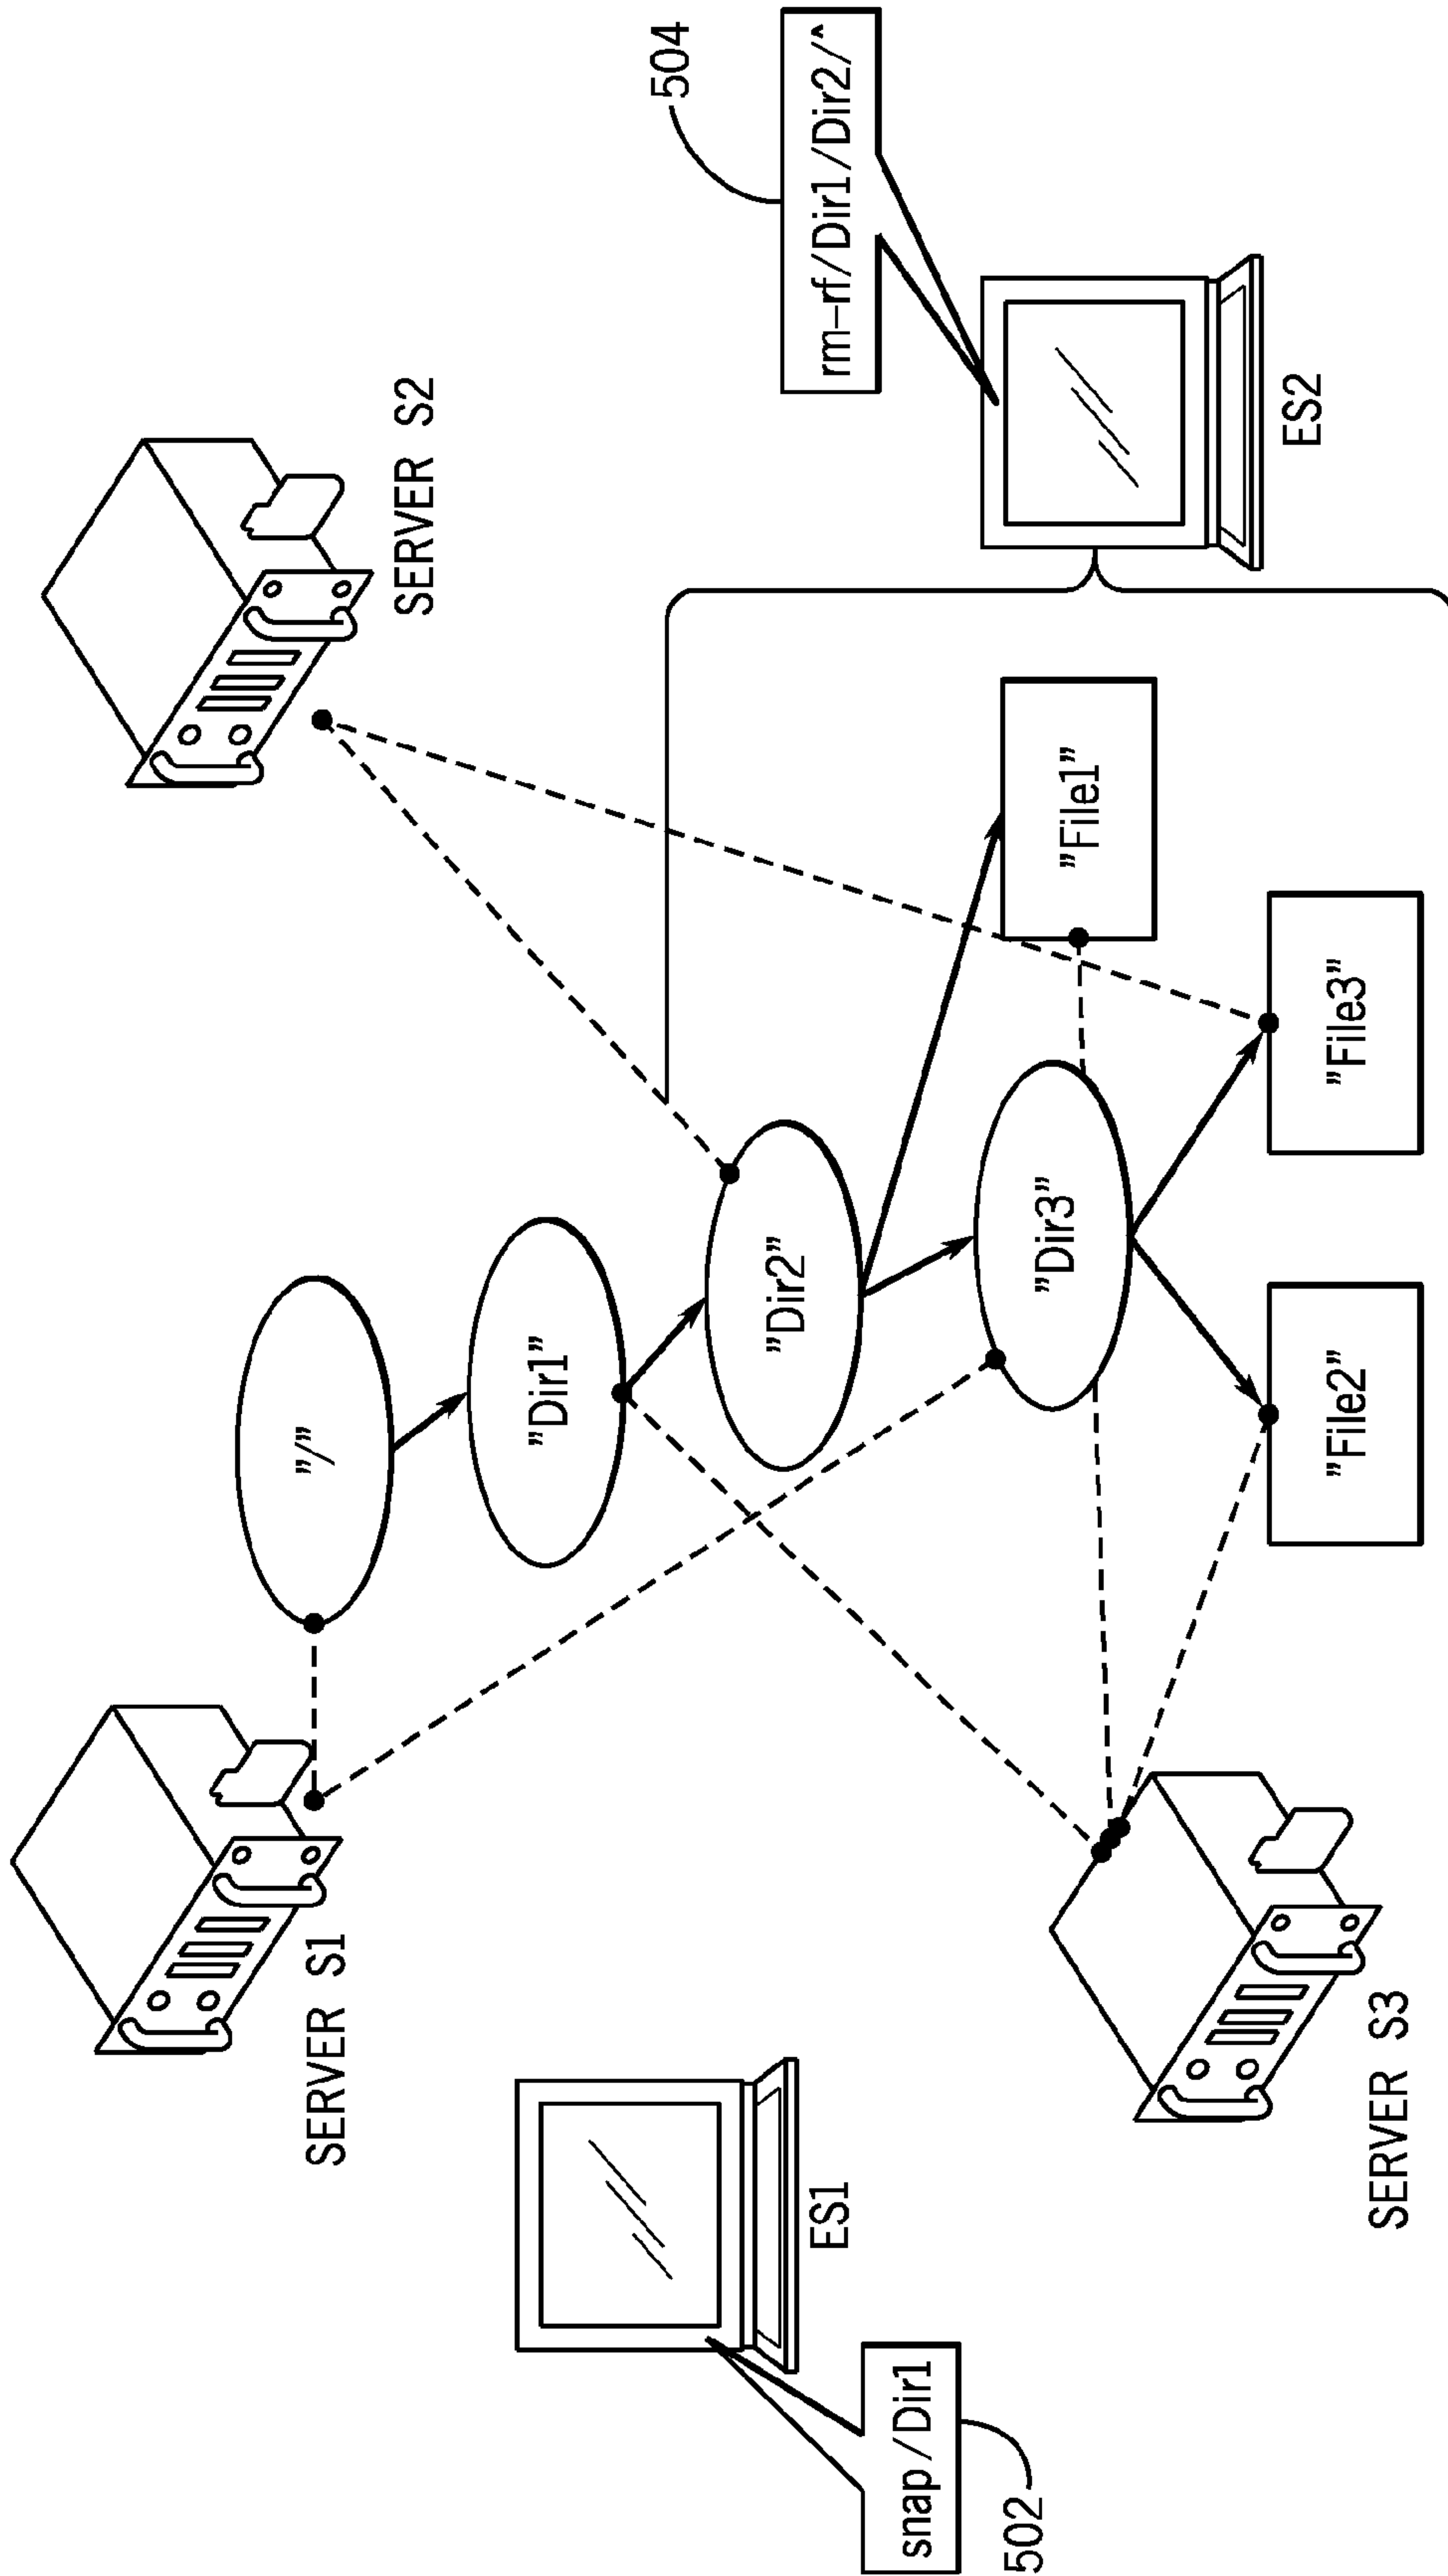 SERVER S1
SERVER S2
"/"
"Dir1"
ES1
snap/Dir1
502
"Dir2"
504
rm-rf/Dir1/Dir2/^
"Dir3"
"File1"
ES2
SERVER S3
"File2"
"File3"